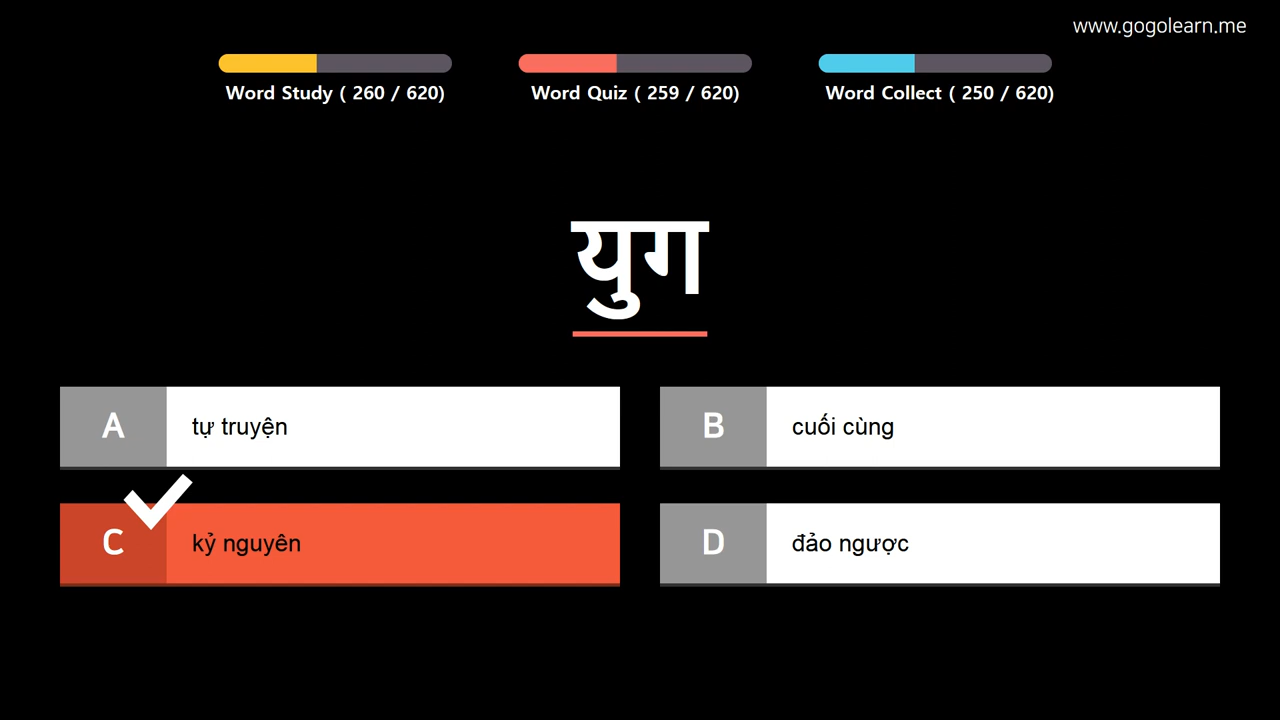 www.gogolearn.me
Word Study ( 260 / 620)
Word Quiz ( 259 / 620)
Word Collect ( 250 / 620)
युग
A
tự truyện
B
cuối cùng
C
kỷ nguyên
D
đảo ngược